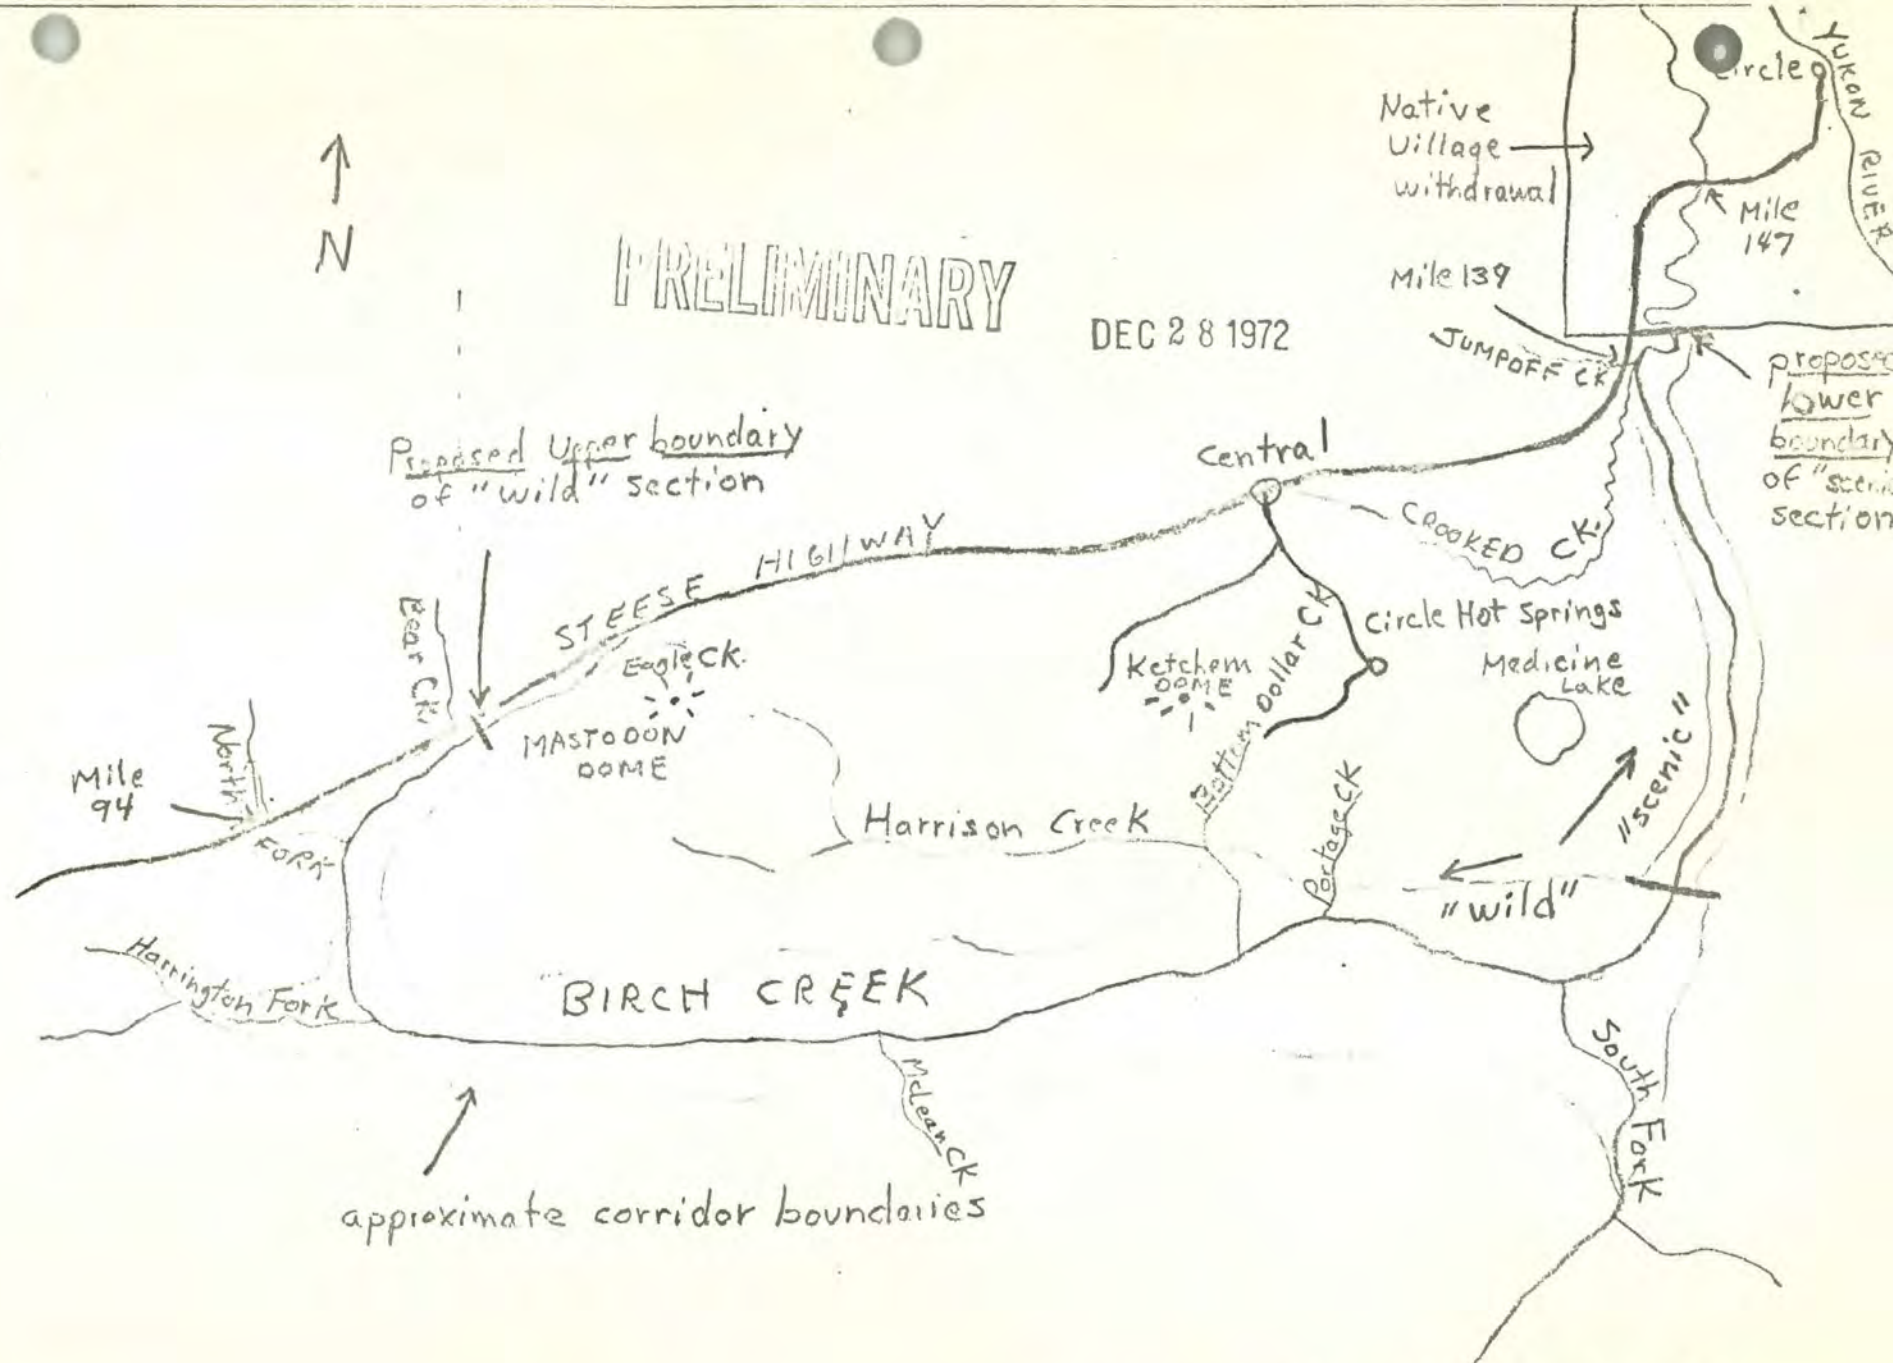 Circle
YUKON RIVER
Native
Village
withdrawal
Mile
147
N
PRELIMINARY
DEC 28 1972
Mile 139
JUMPOFF CK
proposed
lower
boundary
of "scenic
section
Proposed Upper boundary
of "wild" section
Central
CROOKED CK.
STEESE HIGHWAY
Bear CK.
Eagle CK.
MASTODON
DOME
Ketchem
DOME
Bottom Dollar CK
Circle Hot Springs
Medicine
Lake
"scenic"
North
FORK
Mile
94
Harrison Creek
Portage CK
"wild"
Harrington Fork
BIRCH CREEK
McLean CK
South Fork
approximate corridor boundaries